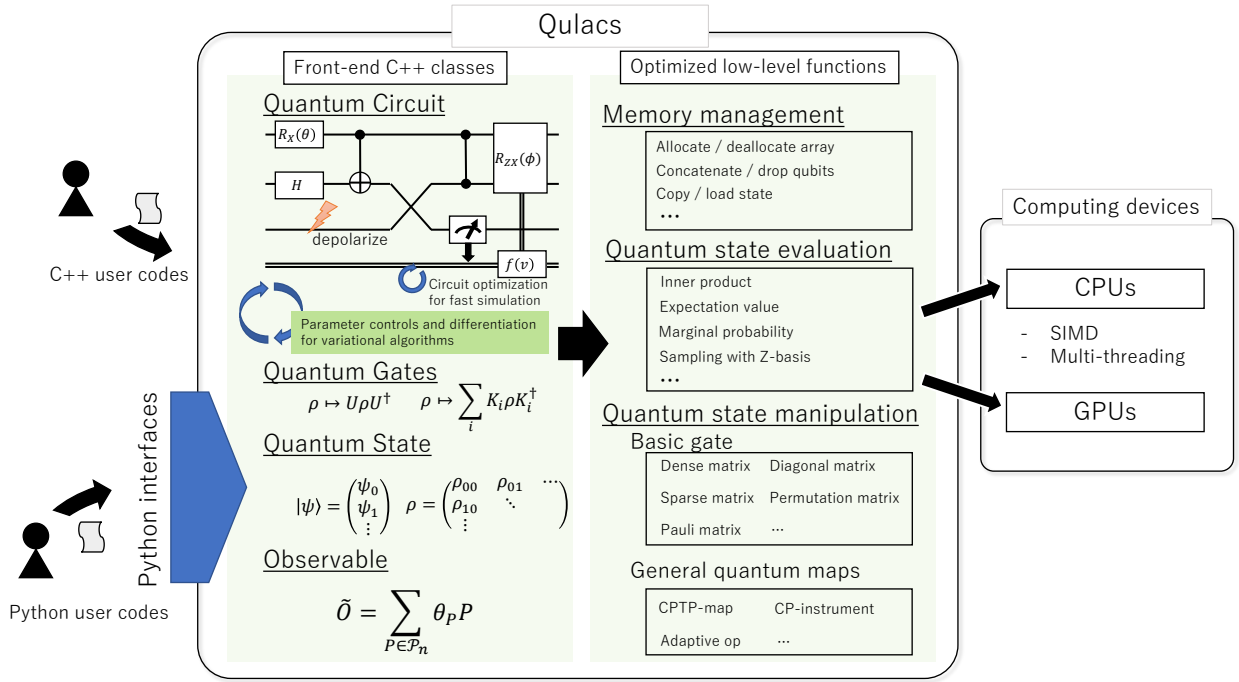 Qulacs
Front-end C++ classes
Quantum Circuit
R_X(θ)
H
R_{ZX}(ϕ)
depolarize
f(v)
Circuit optimization
for fast simulation
Parameter controls and differentiation
for variational algorithms
Quantum Gates
ρ ↦ UρU† ρ ↦ ∑_i K_i ρ K_i†
Quantum State
|ψ⟩ = (ψ_0 ψ_1 ⋮) ρ = (ρ_00 ρ_01 ⋯ ρ_10 ⋱ ⋮)
Observable
Õ = ∑_{P∈𝒫_n} θ_P P
Optimized low-level functions
Memory management
Allocate / deallocate array
Concatenate / drop qubits
Copy / load state
...
Quantum state evaluation
Inner product
Expectation value
Marginal probability
Sampling with Z-basis
...
Quantum state manipulation
Basic gate
Dense matrix Diagonal matrix
Sparse matrix Permutation matrix
Pauli matrix ...
General quantum maps
CPTP-map CP-instrument
Adaptive op ...
C++ user codes
Python interfaces
Python user codes
Computing devices
CPUs
- SIMD
- Multi-threading
GPUs